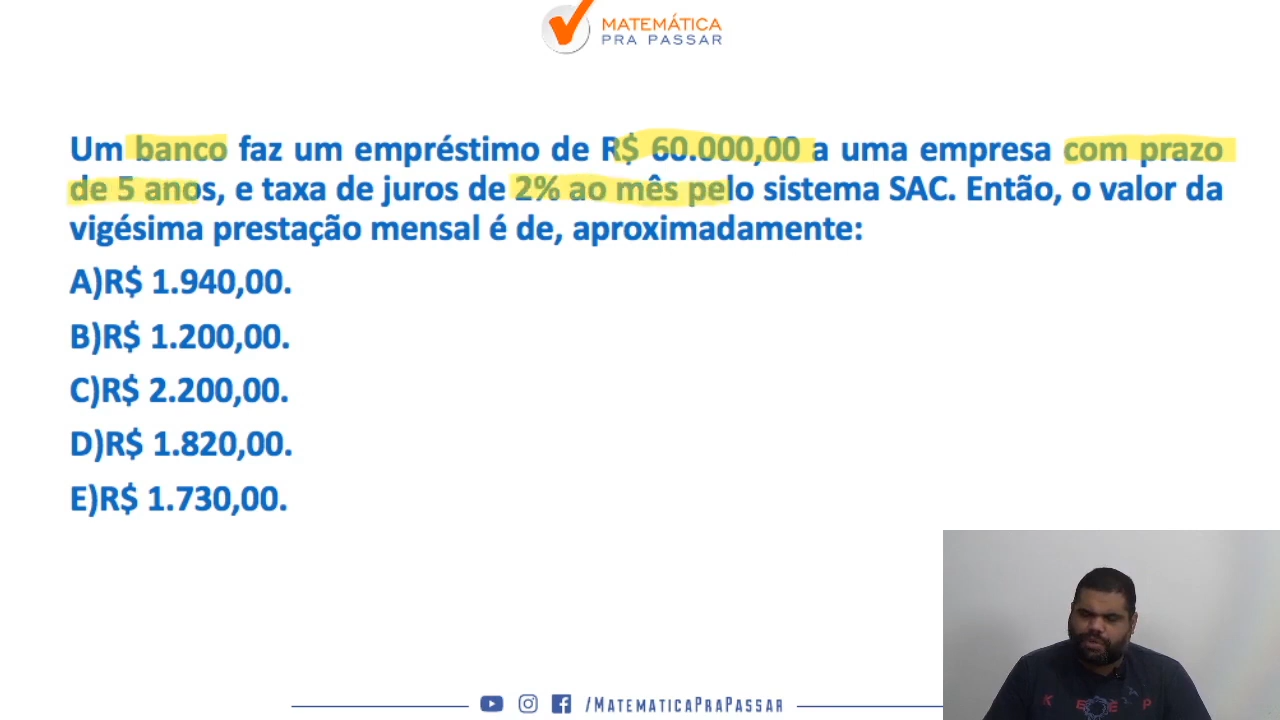 MATEMÁTICA
PRA PASSAR
Um banco faz um empréstimo de R$ 60.000,00 a uma empresa com prazo
de 5 anos, e taxa de juros de 2% ao mês pelo sistema SAC. Então, o valor da
vigésima prestação mensal é de, aproximadamente:
A)R$ 1.940,00.
B)R$ 1.200,00.
C)R$ 2.200,00.
D)R$ 1.820,00.
E)R$ 1.730,00.
K E E P
/MATEMATICAPRAPASSAR